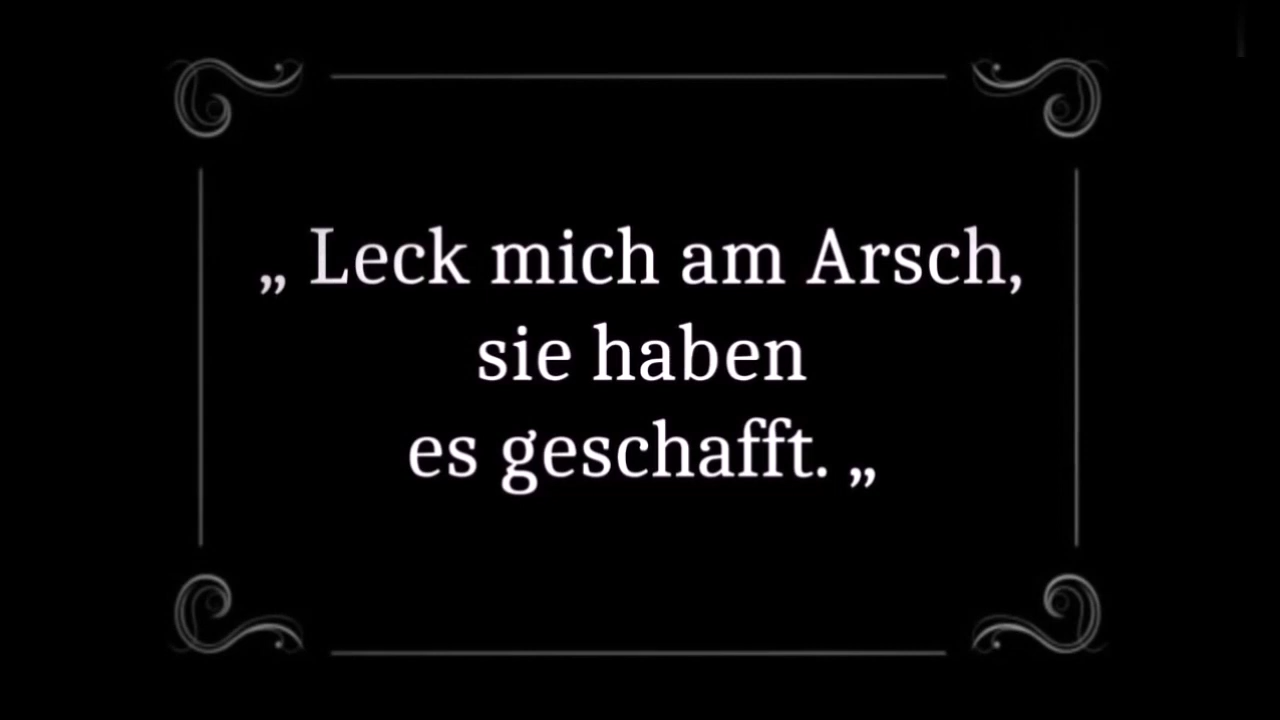 „ Leck mich am Arsch,
sie haben
es geschafft. „